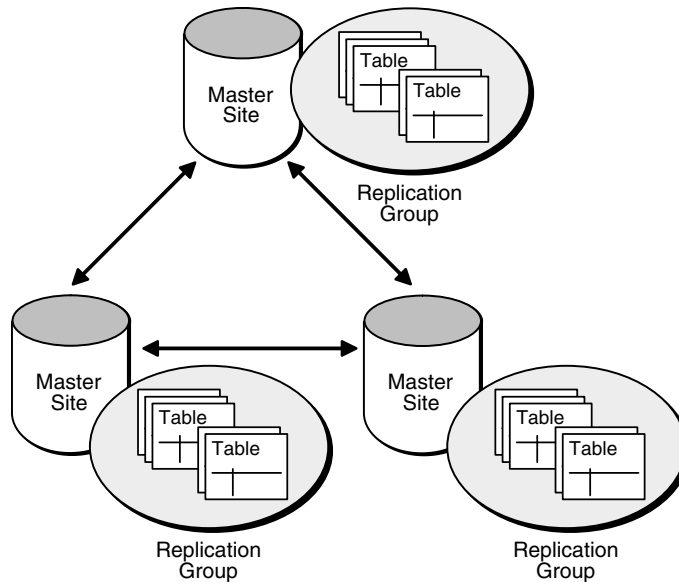 Table
Table
Master
Site
Replication
Group
Master
Site
Table
Table
Replication
Group
Master
Site
Table
Table
Replication
Group